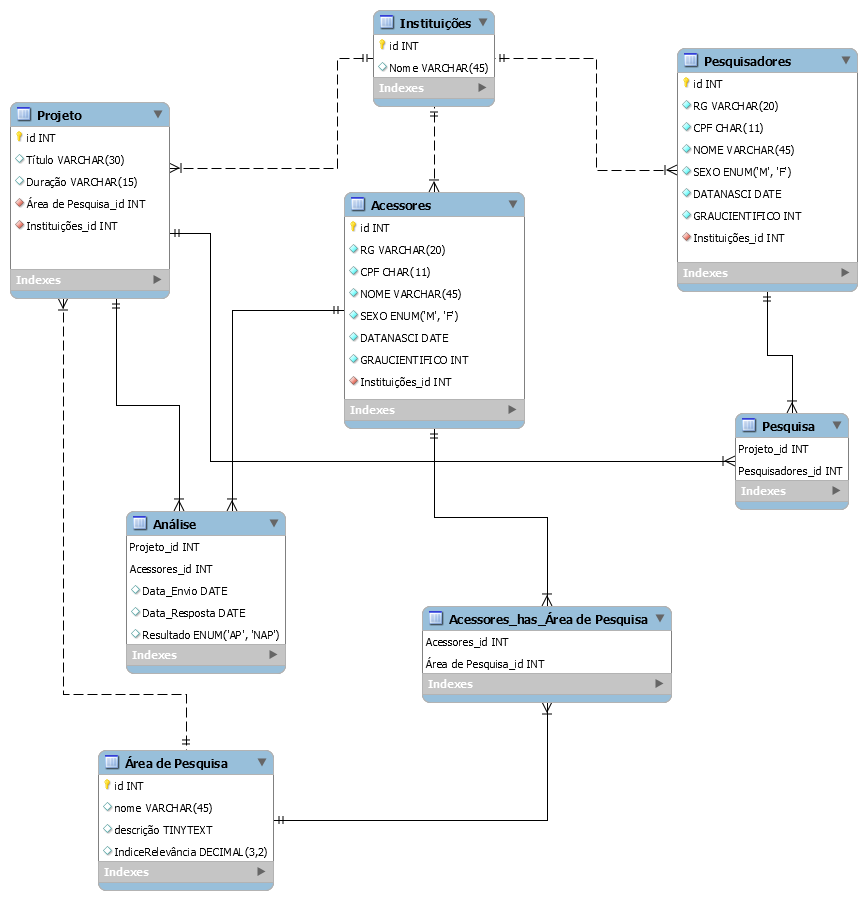 Instituições
id INT
Nome VARCHAR(45)
Indexes
Pesquisadores
id INT
RG VARCHAR(20)
CPF CHAR(11)
NOME VARCHAR(45)
SEXO ENUM('M', 'F')
DATANASCI DATE
GRAUCIENTIFICO INT
Instituições_id INT
Indexes
Projeto
id INT
Título VARCHAR(30)
Duração VARCHAR(15)
Área de Pesquisa_id INT
Instituições_id INT
Indexes
Acessores
id INT
RG VARCHAR(20)
CPF CHAR(11)
NOME VARCHAR(45)
SEXO ENUM('M', 'F')
DATANASCI DATE
GRAUCIENTIFICO INT
Instituições_id INT
Indexes
Pesquisa
Projeto_id INT
Pesquisadores_id INT
Indexes
Análise
Projeto_id INT
Acessores_id INT
Data_Envio DATE
Data_Resposta DATE
Resultado ENUM('AP', 'NAP')
Indexes
Acessores_has_Área de Pesquisa
Acessores_id INT
Área de Pesquisa_id INT
Indexes
Área de Pesquisa
id INT
nome VARCHAR(45)
descrição TINYTEXT
IndiceRelevância DECIMAL(3,2)
Indexes